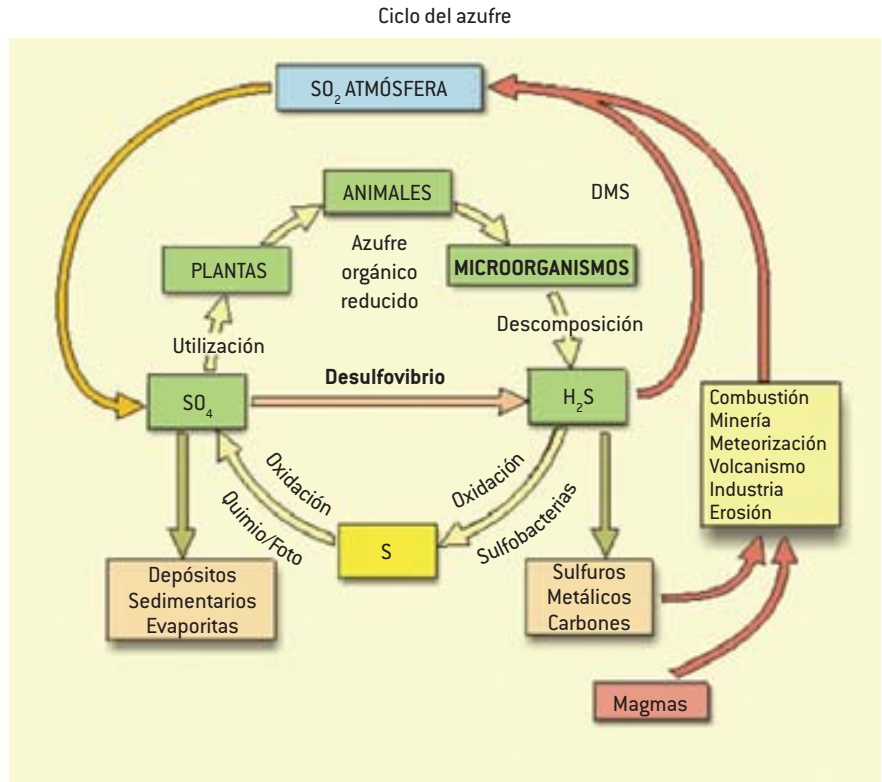 Ciclo del azufre
SO₂ ATMÓSFERA
ANIMALES
DMS
Azufre
orgánico
reducido
PLANTAS
MICROORGANISMOS
Descomposición
Utilización
Desulfovibrio
SO₄
H₂S
Combustión
Minería
Meteorización
Volcanismo
Industria
Erosión
Oxidación
Quimio/Foto
Oxidación
Sulfobacterias
S
Depósitos
Sedimentarios
Evaporitas
Sulfuros
Metálicos
Carbones
Magmas